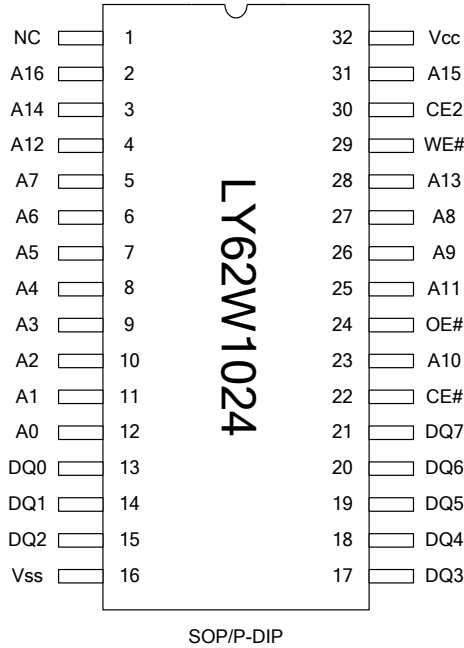 NC 1 32 Vcc
A16 2 31 A15
A14 3 30 CE2
A12 4 29 WE#
A7 5 28 A13
A6 6 27 A8
A5 7 26 A9
A4 8 25 A11
A3 9 24 OE#
A2 10 23 A10
A1 11 22 CE#
A0 12 21 DQ7
DQ0 13 20 DQ6
DQ1 14 19 DQ5
DQ2 15 18 DQ4
Vss 16 17 DQ3
LY62W1024
SOP/P-DIP